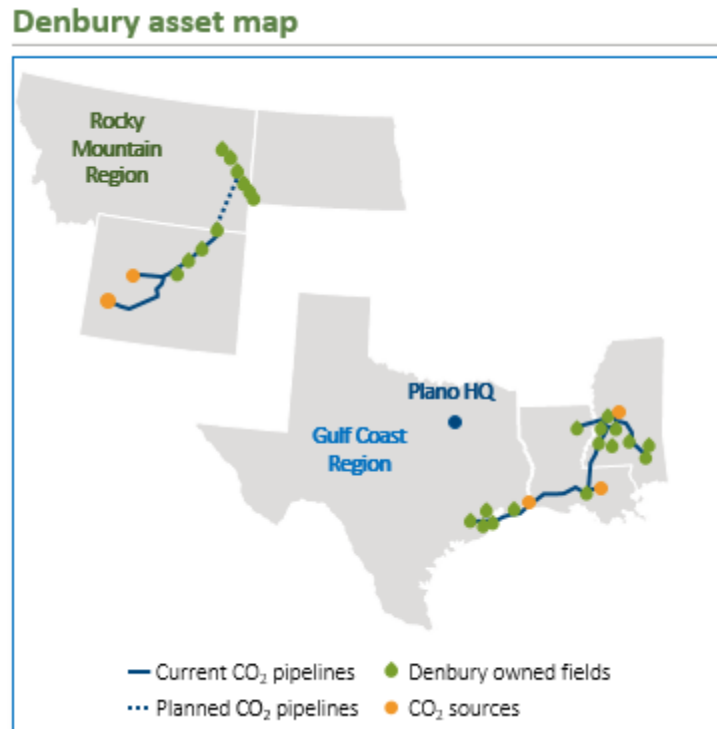 Denbury asset map
Rocky
Mountain
Region
Plano HQ
Gulf Coast
Region
Current CO₂ pipelines
Denbury owned fields
Planned CO₂ pipelines
CO₂ sources